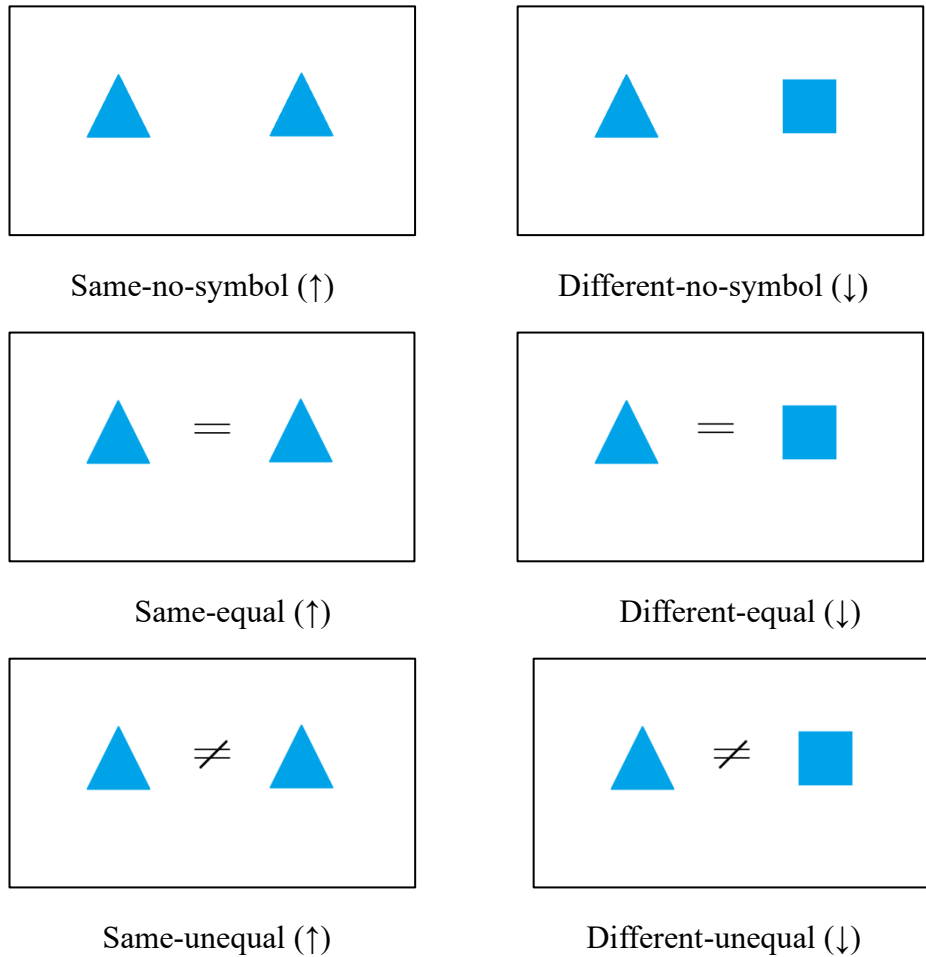 Same-no-symbol (↑)
Different-no-symbol (↓)
=
=
Same-equal (↑)
Different-equal (↓)
≠
≠
Same-unequal (↑)
Different-unequal (↓)